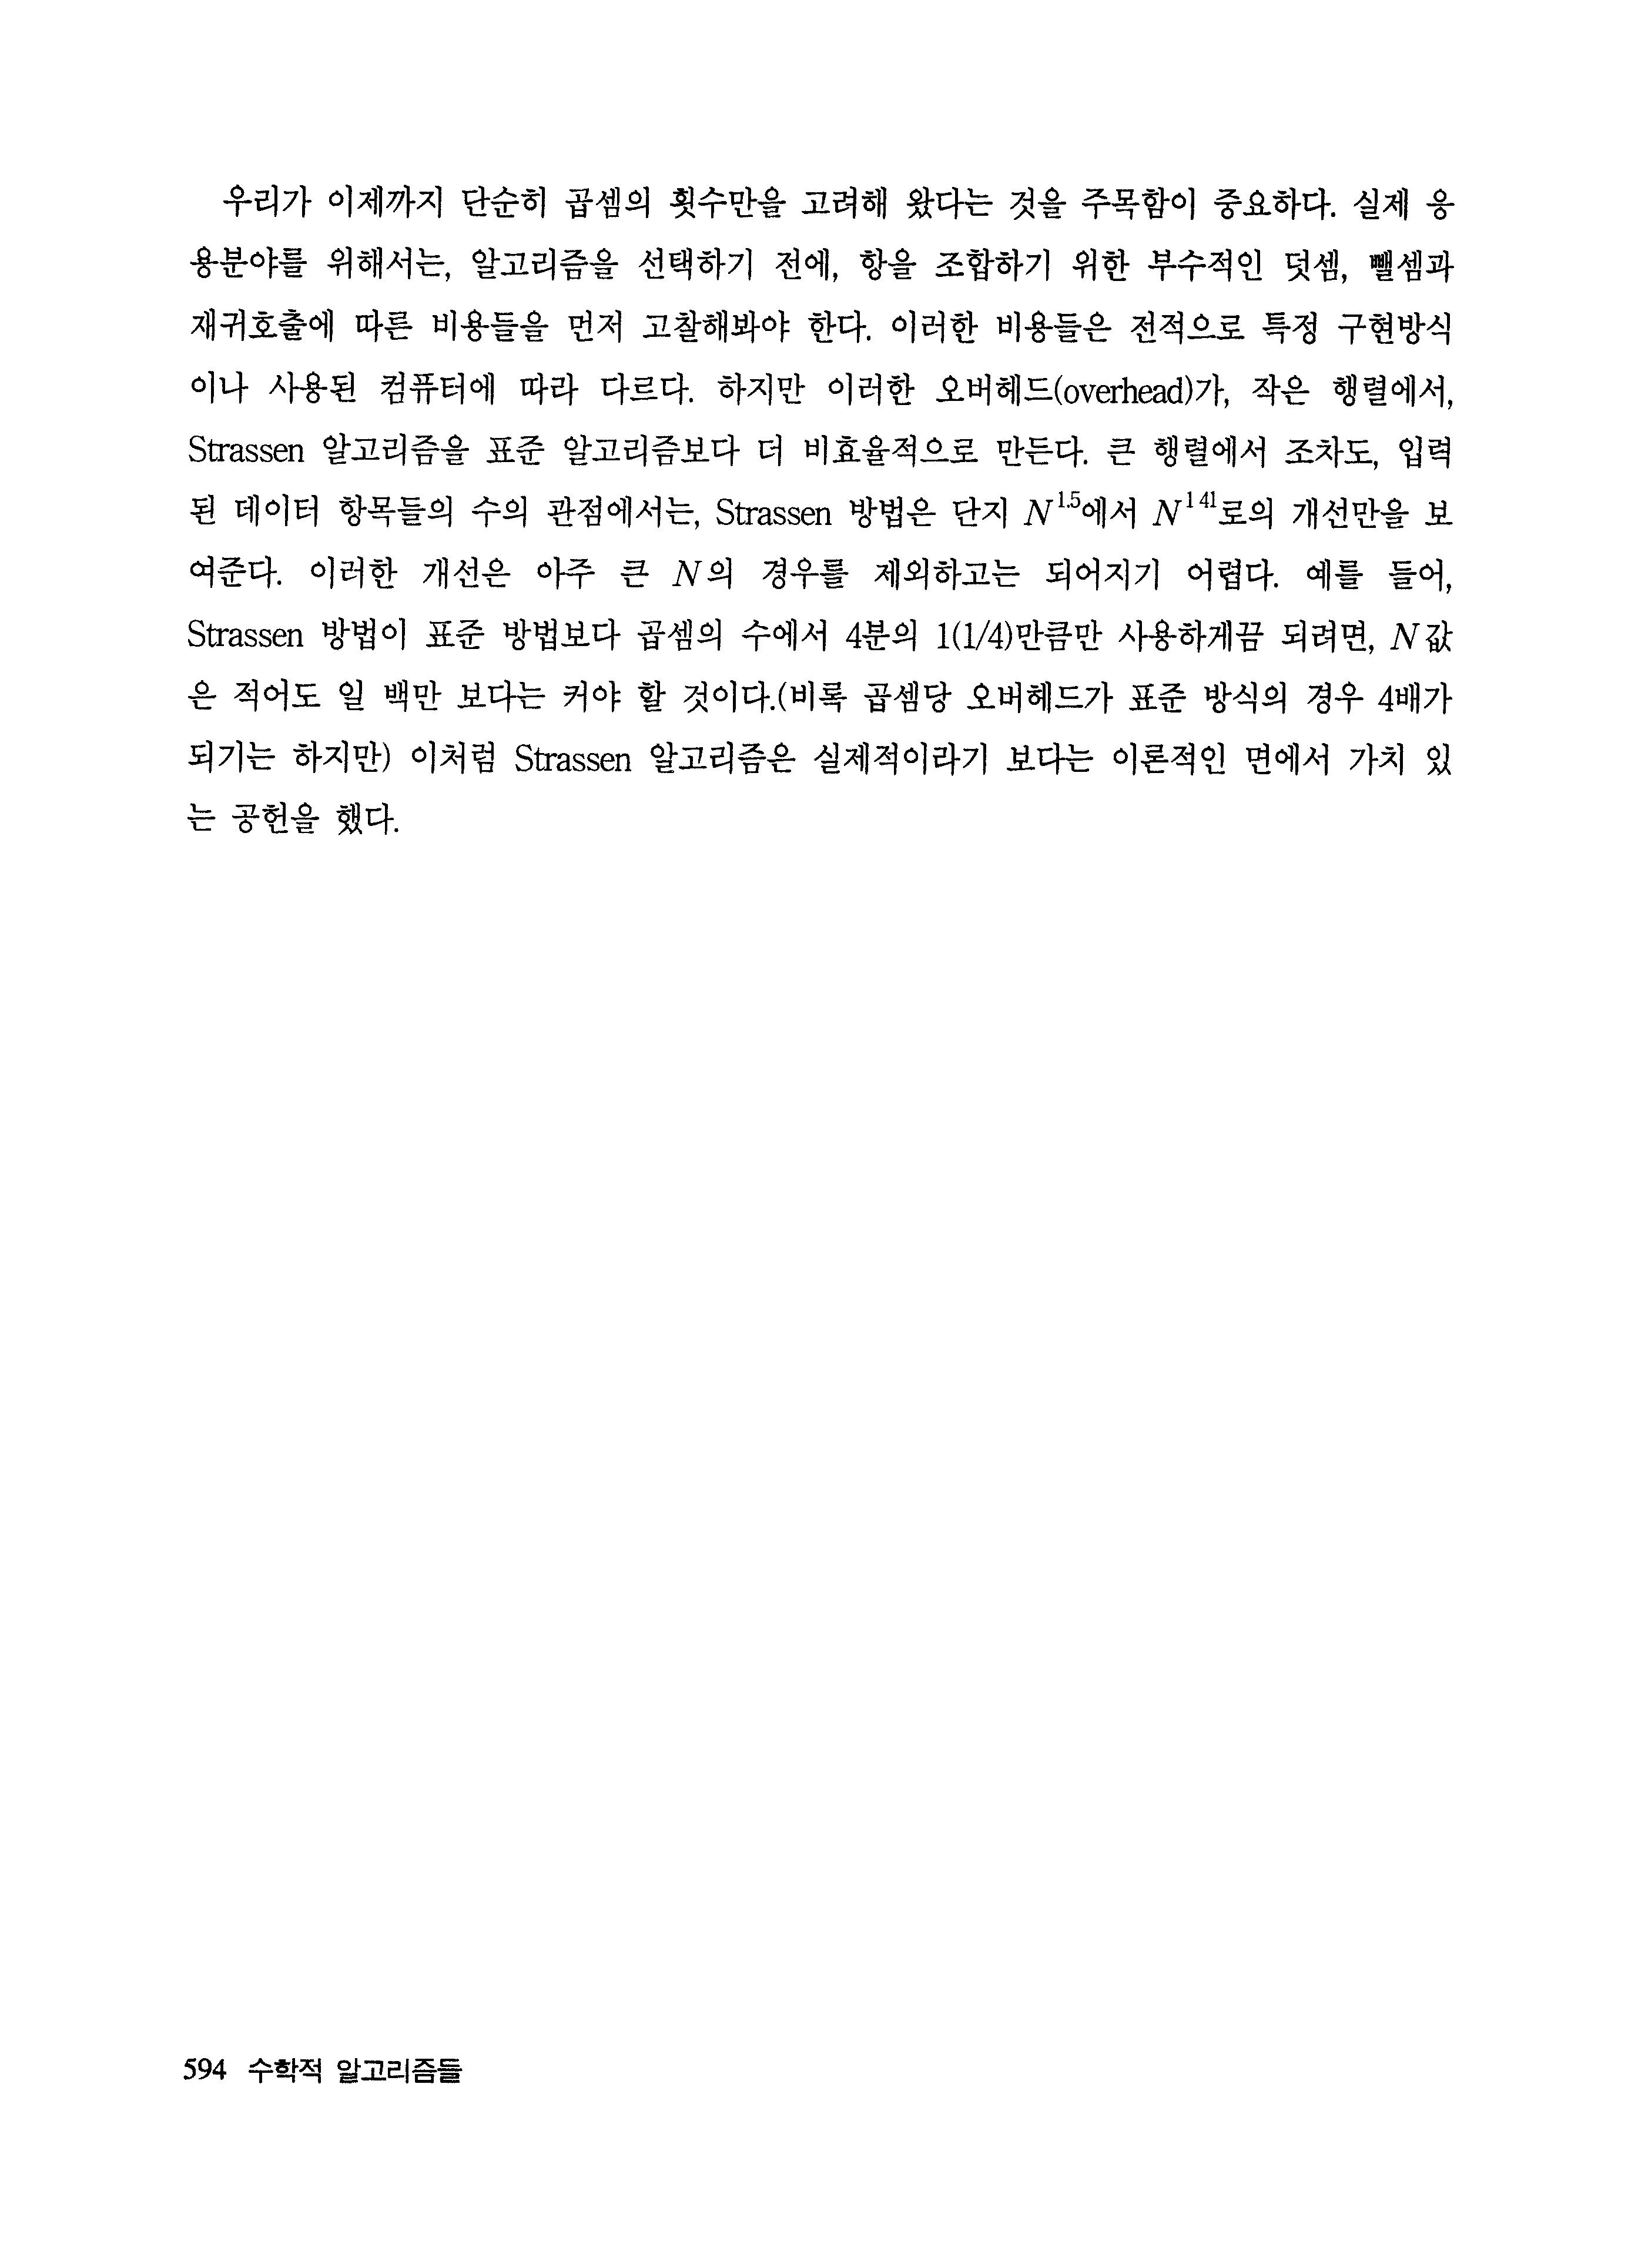 우리가 이제까지 단순히 곱셈의 횟수만을 고려해 왔다는 것을 주목함이 중요하다. 실제 응
용분야를 위해서는, 알고리즘을 선택하기 전에, 항을 조합하기 위한 부수적인 덧셈, 뺄셈과
재귀호출에 따른 비용들을 먼저 고찰해봐야 한다. 이러한 비용들은 전적으로 특정 구현방식
이나 사용된 컴퓨터에 따라 다르다. 하지만 이러한 오버헤드(overhead)가, 작은 행렬에서,
Strassen 알고리즘을 표준 알고리즘보다 더 비효율적으로 만든다. 큰 행렬에서 조차도, 입력
된 데이터 항목들의 수의 관점에서는, Strassen 방법은 단지 N^1.5에서 N^1 41로의 개선만을 보
여준다. 이러한 개선은 아주 큰 N의 경우를 제외하고는 되어지기 어렵다. 예를 들어,
Strassen 방법이 표준 방법보다 곱셈의 수에서 4분의 1(1/4)만큼만 사용하게끔 되려면, N값
은 적어도 일 백만 보다는 커야 할 것이다.(비록 곱셈당 오버헤드가 표준 방식의 경우 4배가
되기는 하지만) 이처럼 Strassen 알고리즘은 실제적이라기 보다는 이론적인 면에서 가치 있
는 공헌을 했다.
594 수학적 알고리즘들